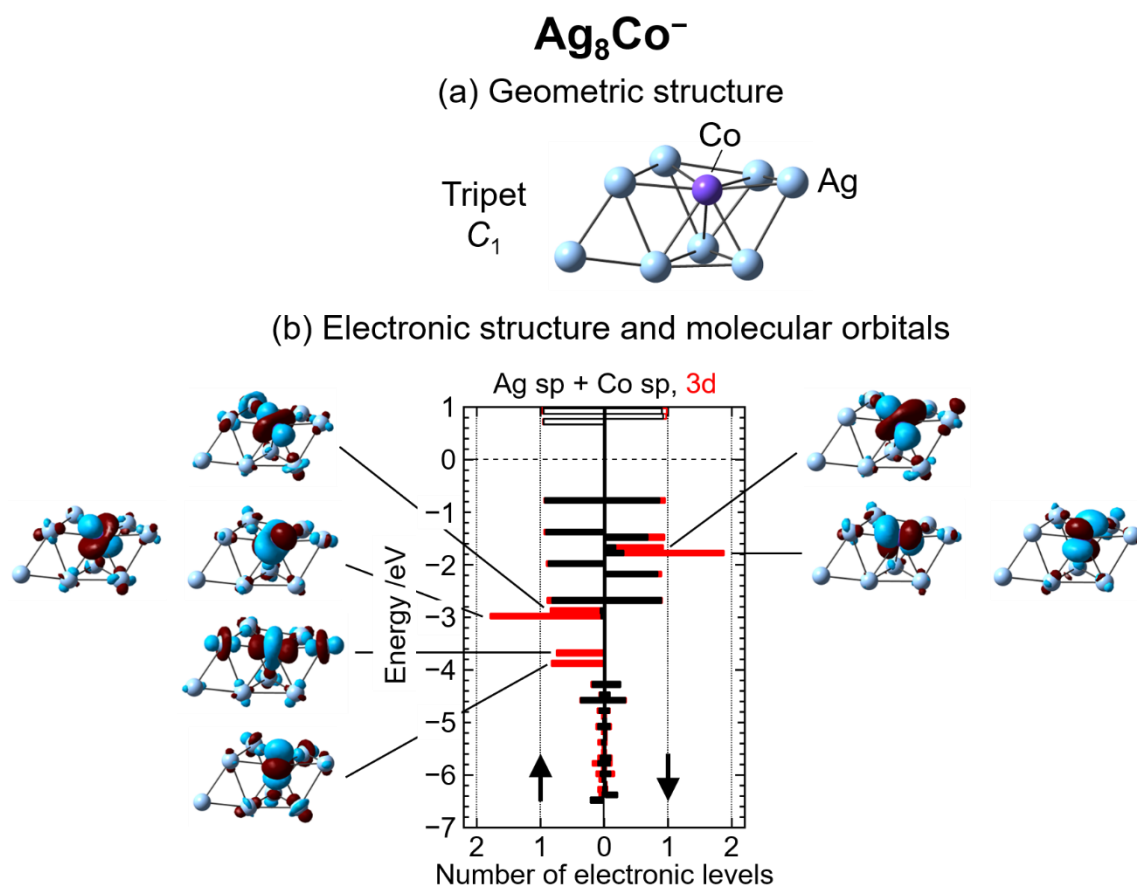 Ag₈Co⁻
(a) Geometric structure
Co
Ag
Tripet
C₁
(b) Electronic structure and molecular orbitals
Ag sp + Co sp, 3d
Energy /eV
1
0
−1
−2
−3
−4
−5
−6
−7
2 1 0 1 2
Number of electronic levels